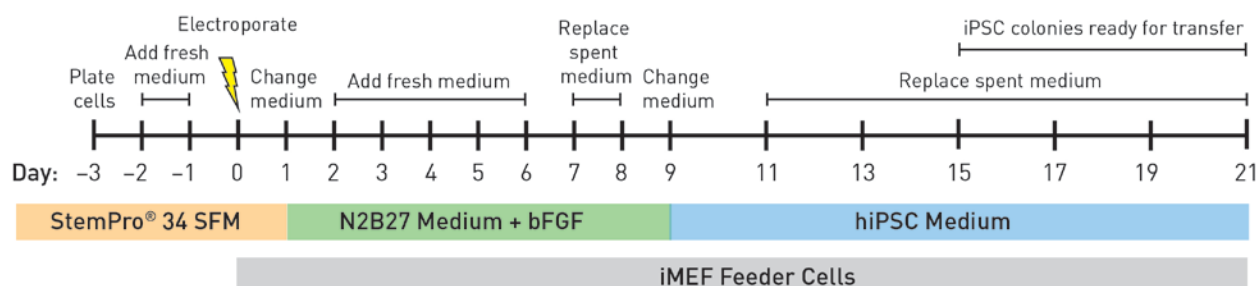 Electroporate
Plate cells
Add fresh medium
Change medium
Add fresh medium
Replace spent medium
Change medium
iPSC colonies ready for transfer
Replace spent medium
Day: –3 –2 –1 0 1 2 3 4 5 6 7 8 9 11 13 15 17 19 21
StemPro® 34 SFM
N2B27 Medium + bFGF
hiPSC Medium
iMEF Feeder Cells